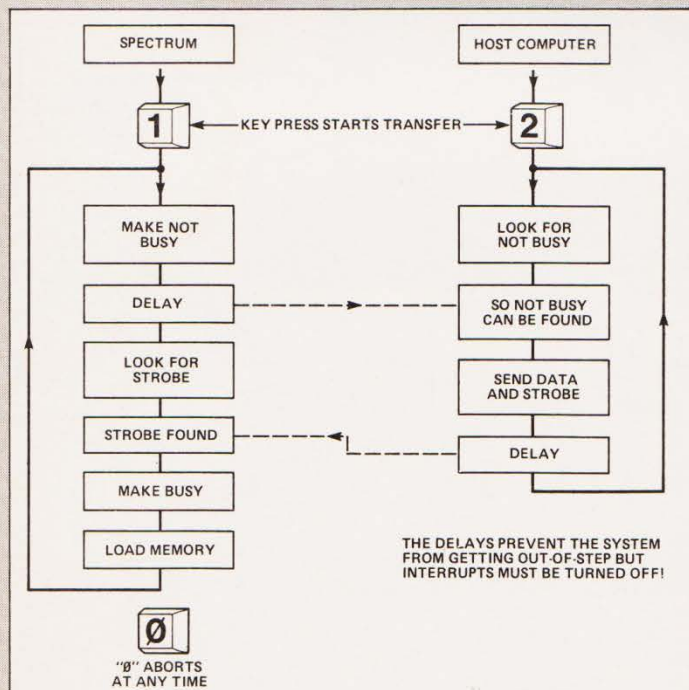 SPECTRUM
HOST COMPUTER
1
KEY PRESS STARTS TRANSFER
2
MAKE NOT
BUSY
DELAY
LOOK FOR
STROBE
STROBE FOUND
MAKE BUSY
LOAD MEMORY
LOOK FOR
NOT BUSY
SO NOT BUSY
CAN BE FOUND
SEND DATA
AND STROBE
DELAY
THE DELAYS PREVENT THE SYSTEM
FROM GETTING OUT-OF-STEP BUT
INTERRUPTS MUST BE TURNED OFF!
Ø
"Ø" ABORTS
AT ANY TIME